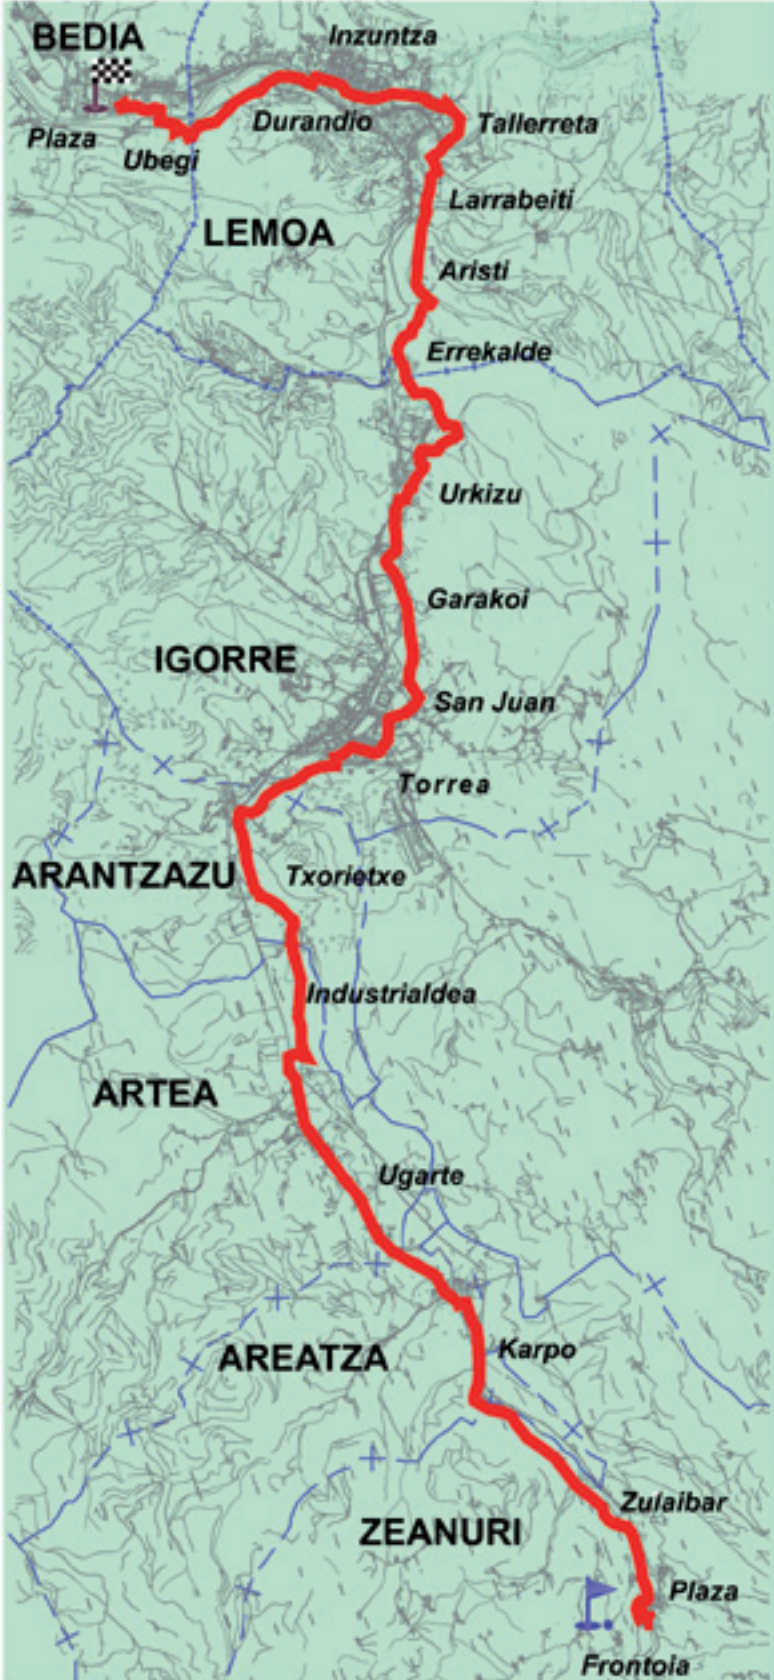 BEDIA
Inzuntza
Plaza
Ubegi
Durandio
Tallerreta
Larrabeiti
LEMOA
Aristi
Errekalde
Urkizu
Garakoi
IGORRE
San Juan
Torrea
ARANTZAZU
Txorietxe
Industrialdea
ARTEA
Ugarte
AREATZA
Karpo
Zulaibar
ZEANURI
Plaza
Frontoia